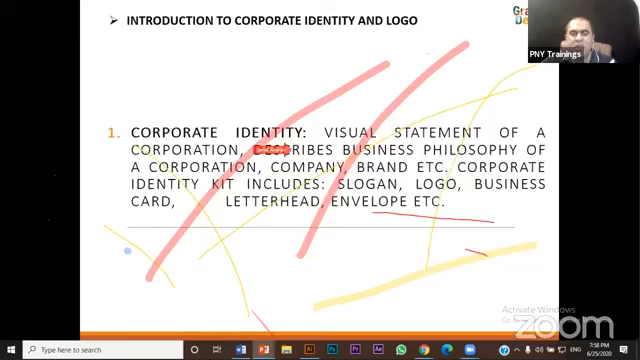 ➢ INTRODUCTION TO CORPORATE IDENTITY AND LOGO
Gra
De
PNY Trainings
1. CORPORATE IDENTITY: VISUAL STATEMENT OF A
CORPORATION, BUSINESS PHILOSOPHY OF
A CORPORATION, COMPANY, BRAND ETC. CORPORATE
IDENTITY KIT INCLUDES: SLOGAN, LOGO, BUSINESS
CARD, LETTERHEAD, ENVELOPE ETC.
Activate Windows
zoom
Type here to search
ENG
7:58 PM
6/25/2020